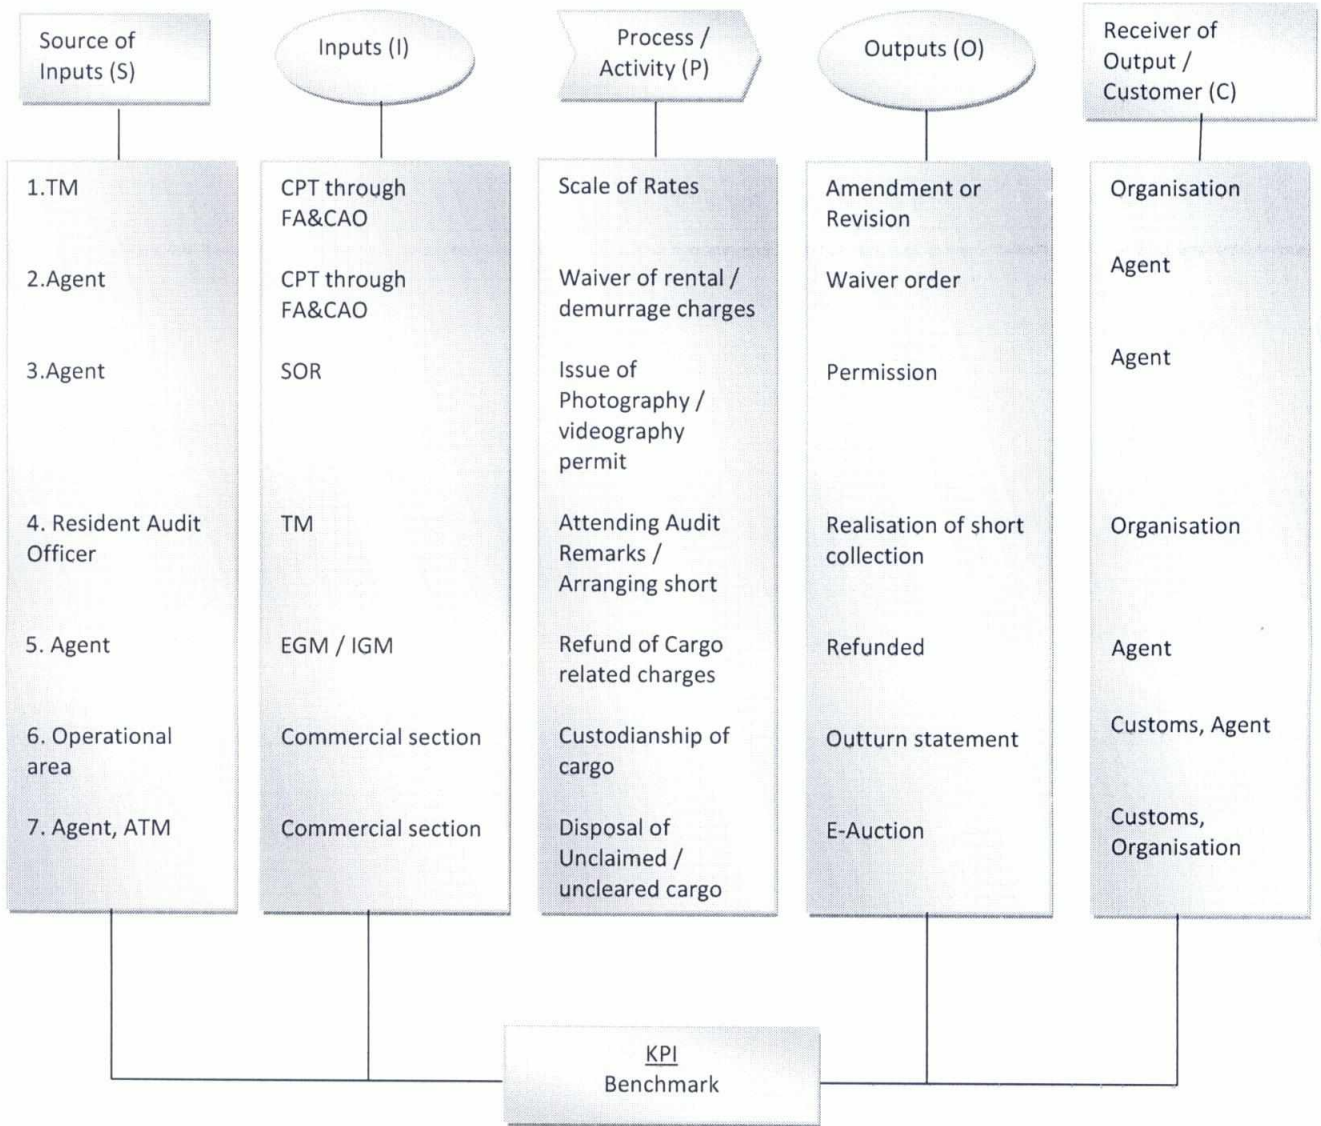 Source of
Inputs (S)
Inputs (I)
Process /
Activity (P)
Outputs (O)
Receiver of
Output /
Customer (C)
1.TM
CPT through
FA&CAO
Scale of Rates
Amendment or
Revision
Organisation
2.Agent
CPT through
FA&CAO
Waiver of rental /
demurrage charges
Waiver order
Agent
3.Agent
SOR
Issue of
Photography /
videography
permit
Permission
Agent
4. Resident Audit
Officer
TM
Attending Audit
Remarks /
Arranging short
Realisation of short
collection
Organisation
5. Agent
EGM / IGM
Refund of Cargo
related charges
Refunded
Agent
6. Operational
area
Commercial section
Custodianship of
cargo
Outturn statement
Customs, Agent
7. Agent, ATM
Commercial section
Disposal of
Unclaimed /
uncleared cargo
E-Auction
Customs,
Organisation
KPI
Benchmark